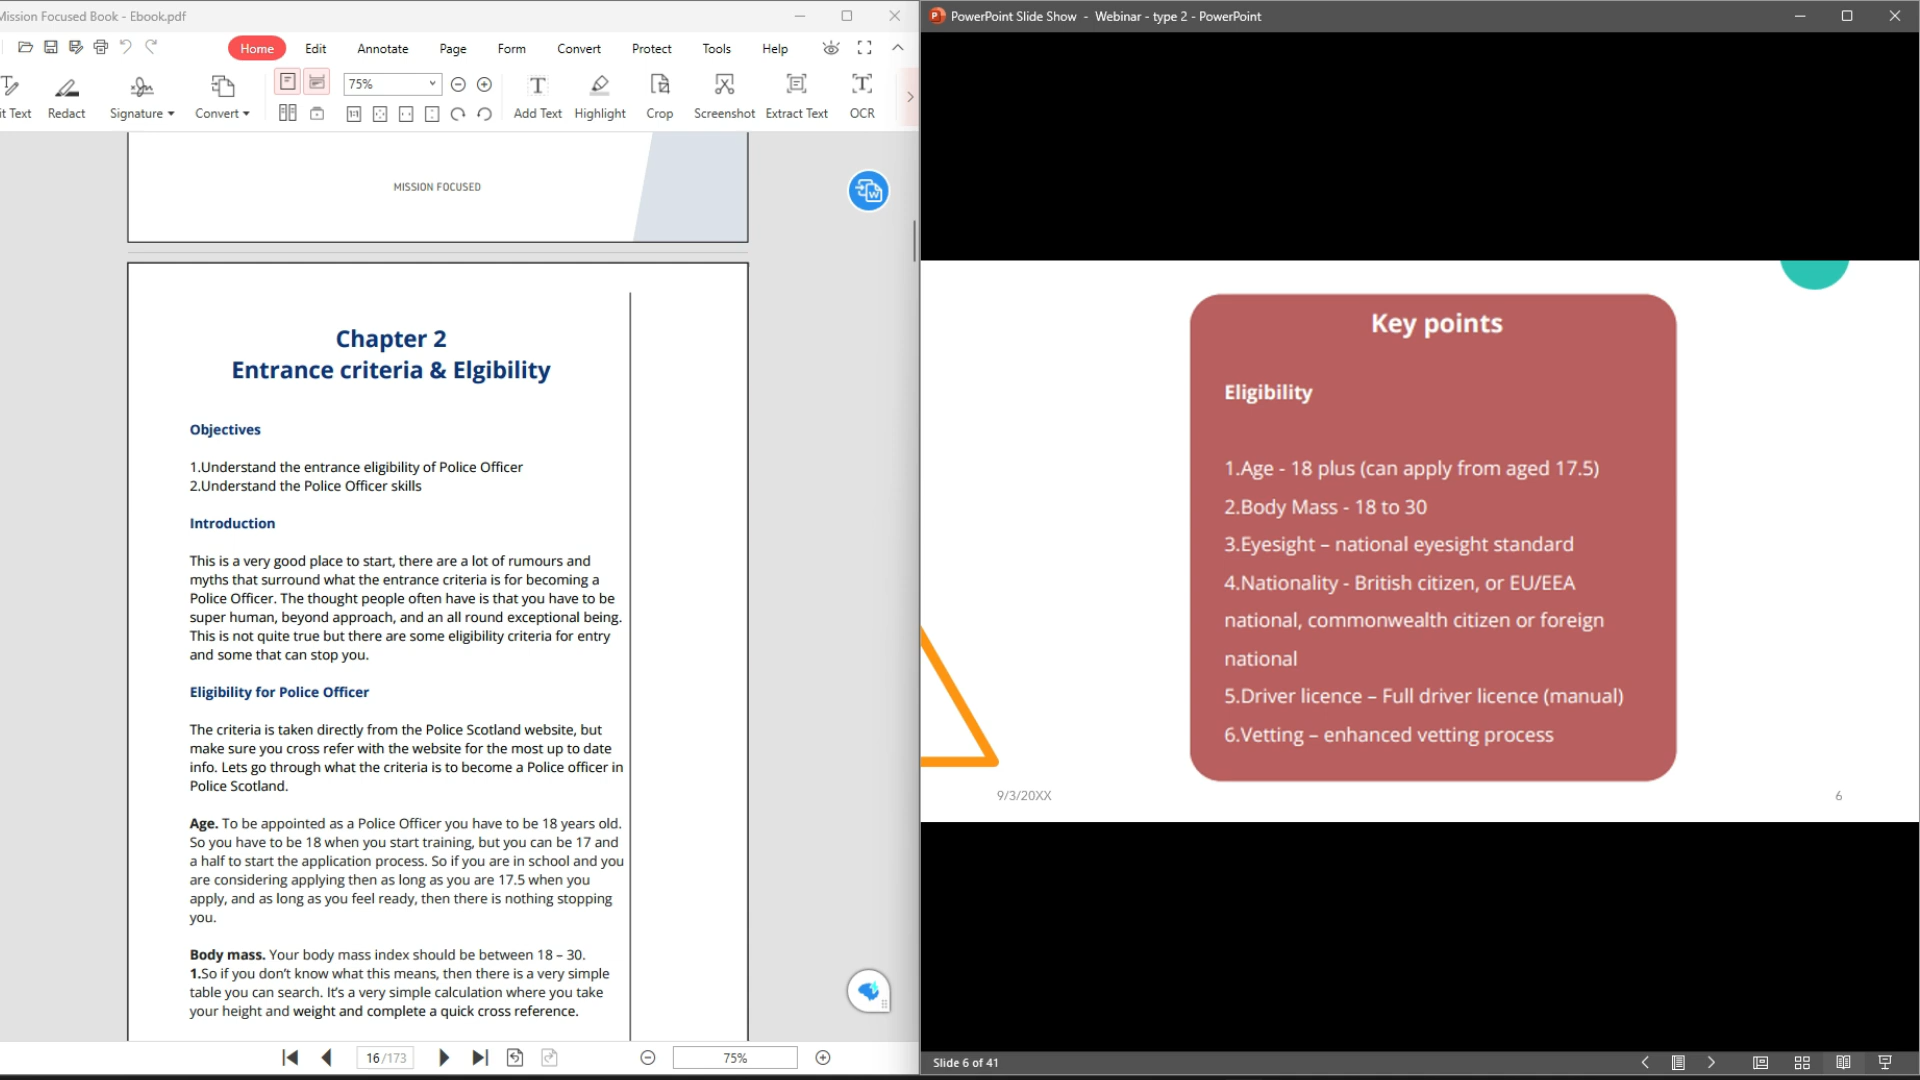 Mission Focused Book - Ebook.pdf
Home Edit Annotate Page Form Convert Protect Tools Help
75%
it Text Redact Signature Convert Add Text Highlight Crop Screenshot Extract Text OCR
MISSION FOCUSED
Chapter 2
Entrance criteria & Elgibility
Objectives
1.Understand the entrance eligibility of Police Officer
2.Understand the Police Officer skills
Introduction
This is a very good place to start, there are a lot of rumours and
myths that surround what the entrance criteria is for becoming a
Police Officer. The thought people often have is that you have to be
super human, beyond approach, and an all round exceptional being.
This is not quite true but there are some eligibility criteria for entry
and some that can stop you.
Eligibility for Police Officer
The criteria is taken directly from the Police Scotland website, but
make sure you cross refer with the website for the most up to date
info. Lets go through what the criteria is to become a Police officer in
Police Scotland.
Age. To be appointed as a Police Officer you have to be 18 years old.
So you have to be 18 when you start training, but you can be 17 and
a half to start the application process. So if you are in school and you
are considering applying then as long as you are 17.5 when you
apply, and as long as you feel ready, then there is nothing stopping
you.
Body mass. Your body mass index should be between 18 – 30.
1.So if you don't know what this means, then there is a very simple
table you can search. It's a very simple calculation where you take
your height and weight and complete a quick cross reference.
16/173
75%
PowerPoint Slide Show - Webinar - type 2 - PowerPoint
Key points
Eligibility
1.Age - 18 plus (can apply from aged 17.5)
2.Body Mass - 18 to 30
3.Eyesight – national eyesight standard
4.Nationality - British citizen, or EU/EEA
national, commonwealth citizen or foreign
national
5.Driver licence – Full driver licence (manual)
6.Vetting – enhanced vetting process
9/3/20XX
6
Slide 6 of 41